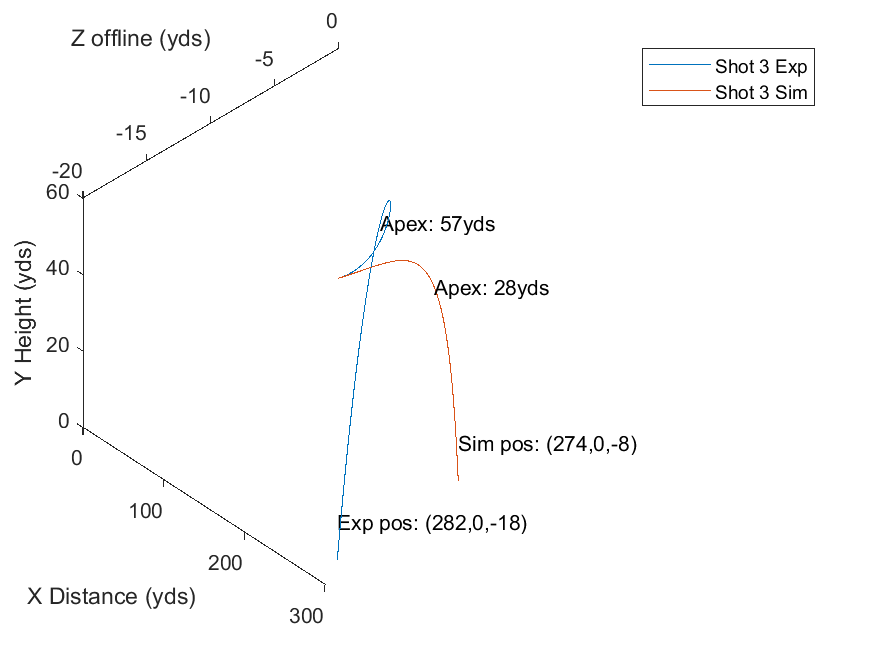 0
Z offline (yds)
-5
-10
-15
-20
60
40
20
0
Y Height (yds)
0
100
200
300
X Distance (yds)
Shot 3 Exp
Shot 3 Sim
Apex: 57yds
Apex: 28yds
Sim pos: (274,0,-8)
Exp pos: (282,0,-18)